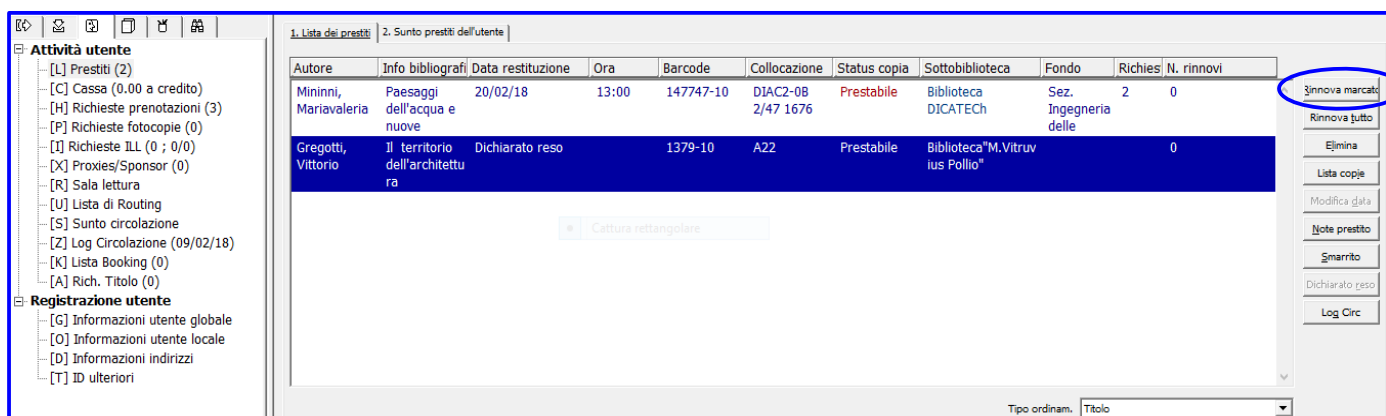 Attività utente
[L] Prestiti (2)
[C] Cassa (0.00 a credito)
[H] Richieste prenotazioni (3)
[P] Richieste fotocopie (0)
[I] Richieste ILL (0 ; 0/0)
[X] Proxies/Sponsor (0)
[R] Sala lettura
[U] Lista di Routing
[S] Sunto circolazione
[Z] Log Circolazione (09/02/18)
[K] Lista Booking (0)
[A] Rich. Titolo (0)
Registrazione utente
[G] Informazioni utente globale
[O] Informazioni utente locale
[D] Informazioni indirizzi
[T] ID ulteriori
1. Lista dei prestiti 2. Sunto prestiti dell'utente
Autore Info bibliografi Data restituzione Ora Barcode Collocazione Status copia Sottobiblioteca Fondo Richies N. rinnovi
Mininni, Paesaggi 20/02/18 13:00 147747-10 DIAC2-0B Prestabile Biblioteca Sez. 2 0
Mariavaleria dell'acqua e 2/47 1676 DICATECh Ingegneria
nuove delle
Gregotti, Il territorio Dichiarato reso 1379-10 A22 Prestabile Biblioteca"M.Vitruv 0
Vittorio dell'architettu ius Pollio"
ra
Cattura rettangolare
Rinnova marcato
Rinnova tutto
Elimina
Lista copie
Modifica data
Note prestito
Smarrito
Dichiarato reso
Log Circ
Tipo ordinam. Titolo